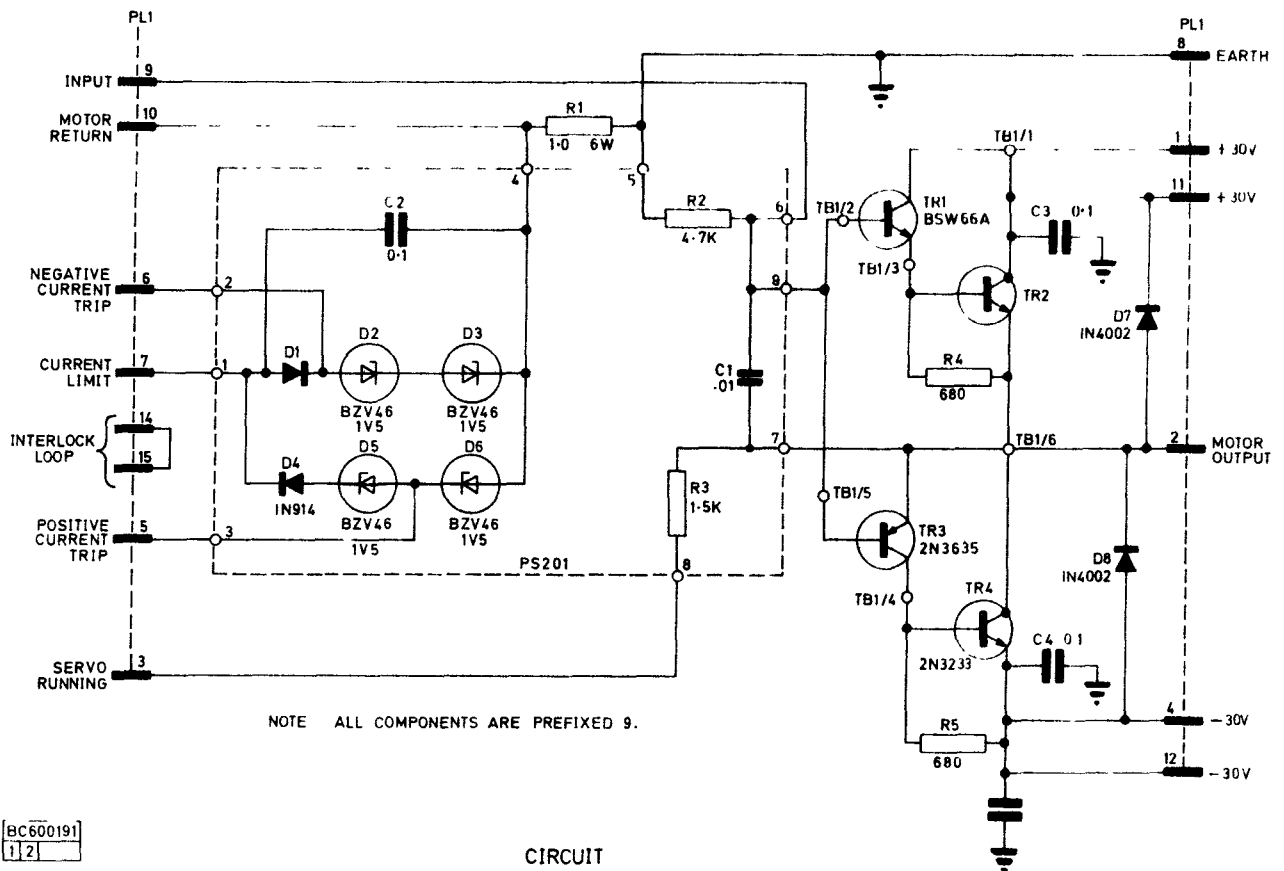 PL1
PL1
8
EARTH
INPUT
9
MOTOR
RETURN
10
R1
1·0 6W
TB1/1
1
+30V
4
5
11
+30V
C2
0·1
R2
4·7K
6
TB1/2
TR1
BSW66A
C3
0·1
NEGATIVE
CURRENT
TRIP
6
2
9
TB1/3
TR2
D7
IN4002
CURRENT
LIMIT
7
1
D1
D2
D3
BZV46
1V5
BZV46
1V5
C1
·01
R4
680
INTERLOCK
LOOP
14
15
7
TB1/6
2
MOTOR
OUTPUT
D4
IN914
D5
D6
BZV46
1V5
BZV46
1V5
R3
1·5K
TB1/5
POSITIVE
CURRENT
TRIP
5
3
PS201
8
TR3
2N3635
D8
IN4002
TB1/4
TR4
2N3233
C4 01
SERVO
RUNNING
3
NOTE ALL COMPONENTS ARE PREFIXED 9.
R5
680
4
-30V
12
-30V
BC600191
1 2
CIRCUIT